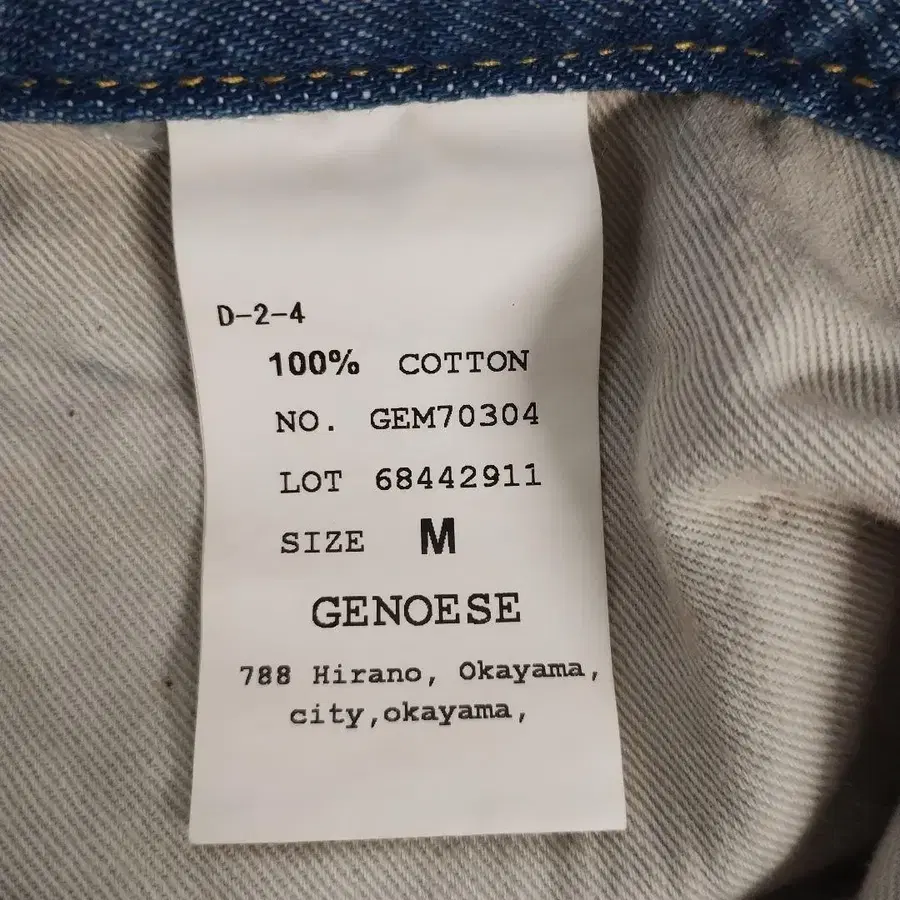 D-2-4
100% COTTON
NO. GEM70304
LOT 68442911
SIZE M
GENOESE
788 Hirano, Okayama,
city,okayama,